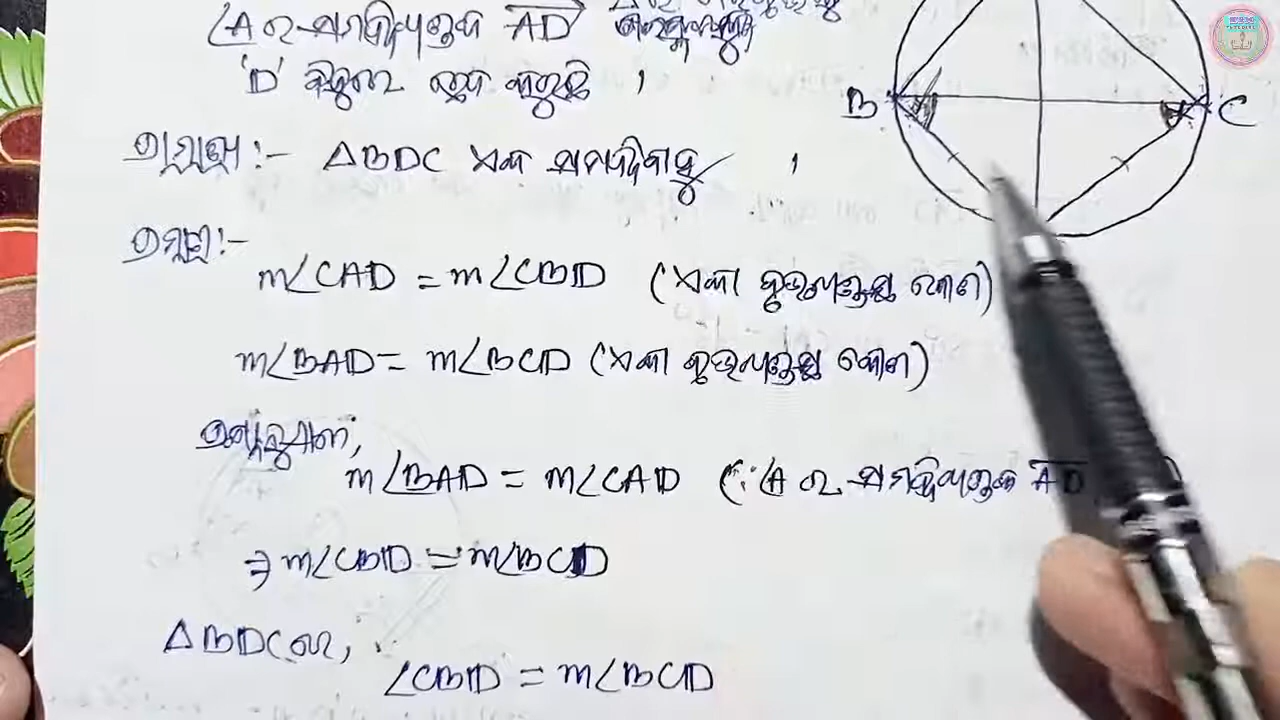 ∠A ର ସମଦ୍ବିଖଣ୍ଡକ AD
'D' ବିନ୍ଦୁରେ ଛେଦ କରୁଛି ।
B C
ପ୍ରାମାଣ୍ୟ :- ΔBDC ଏକ ସମଦ୍ବିବାହୁ ।
ପ୍ରମାଣ :-
m∠CAD = m∠CBD (ଏକା ବୃତ୍ତଖଣ୍ଡସ୍ଥ କୋଣ)
m∠BAD = m∠BCD (ଏକା ବୃତ୍ତଖଣ୍ଡସ୍ଥ କୋଣ)
m∠BAD = m∠CAD (∵ ∠A ର ସମଦ୍ବିଖଣ୍ଡକ AD )
⇒ m∠CBD = m∠BCD
ΔBDC ରେ,
∠CBD = m∠BCD